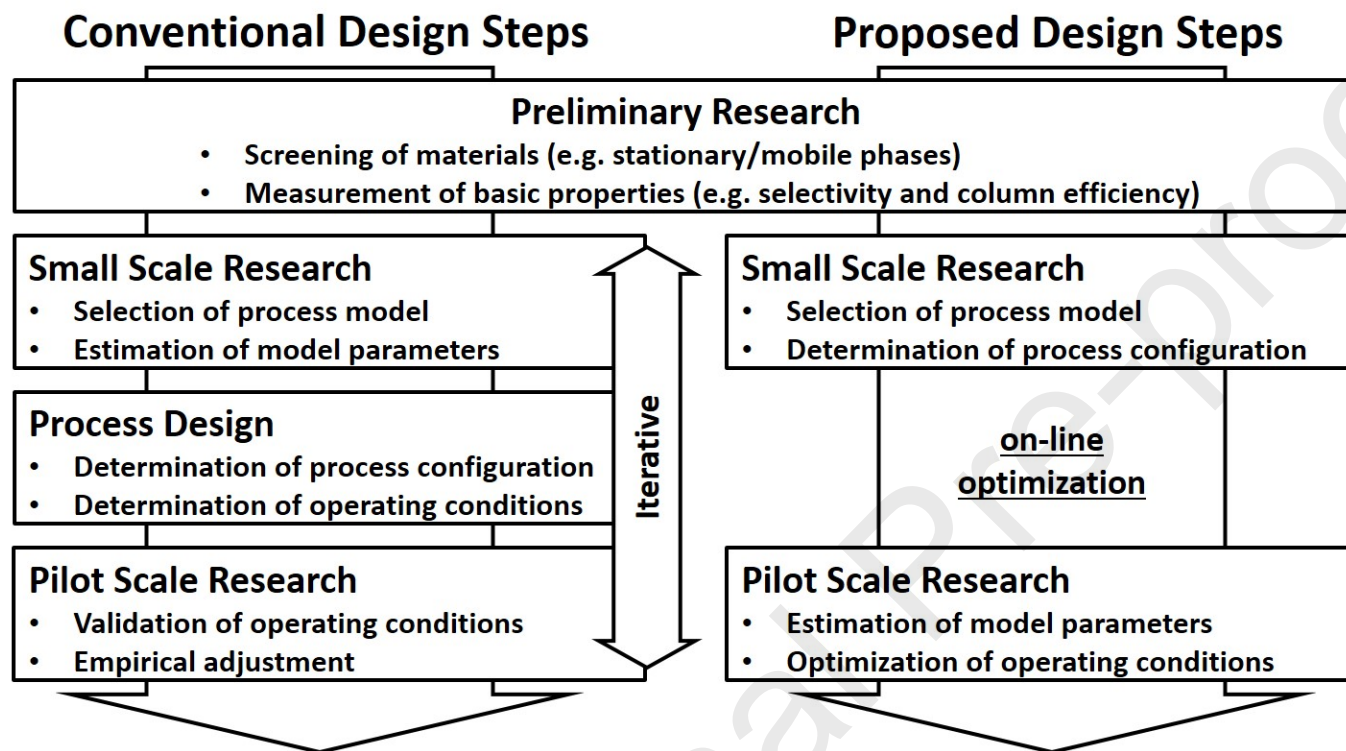 Conventional Design Steps
Proposed Design Steps
Preliminary Research
• Screening of materials (e.g. stationary/mobile phases)
• Measurement of basic properties (e.g. selectivity and column efficiency)
Small Scale Research
• Selection of process model
• Estimation of model parameters
Process Design
• Determination of process configuration
• Determination of operating conditions
Pilot Scale Research
• Validation of operating conditions
• Empirical adjustment
Iterative
Small Scale Research
• Selection of process model
• Determination of process configuration
on-line
optimization
Pilot Scale Research
• Estimation of model parameters
• Optimization of operating conditions
al Pre-proo